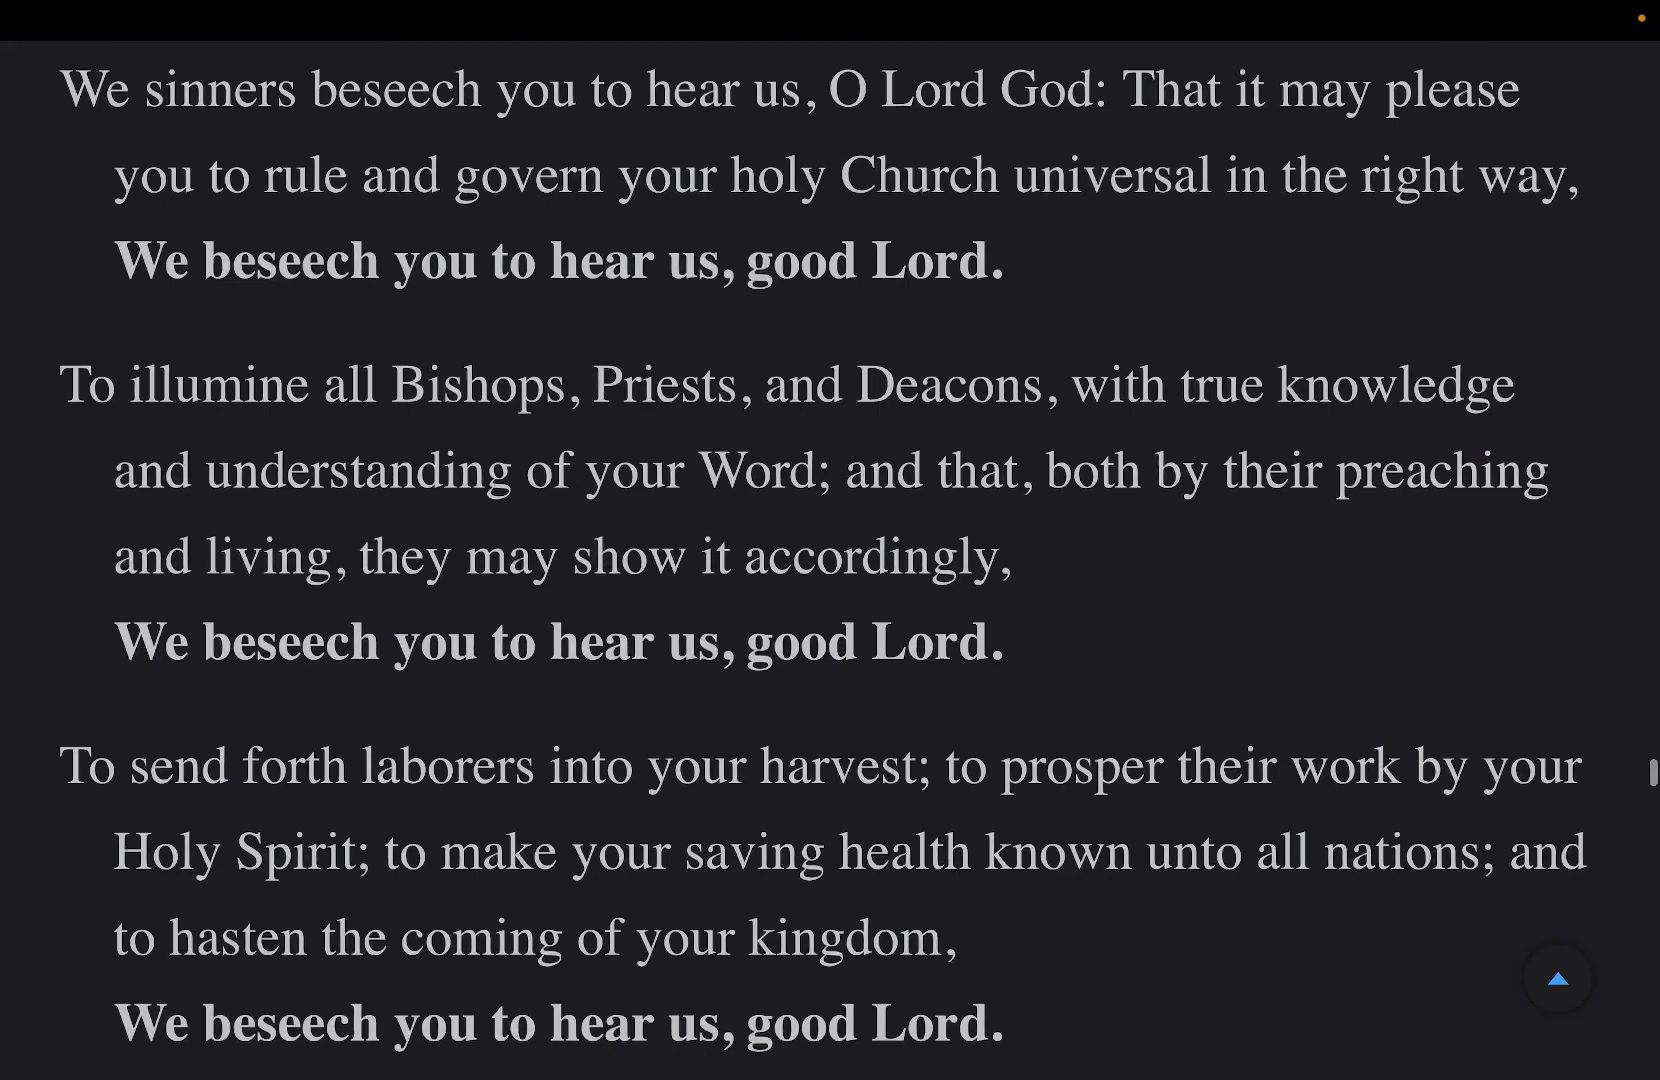 We sinners beseech you to hear us, O Lord God: That it may please
you to rule and govern your holy Church universal in the right way,
We beseech you to hear us, good Lord.
To illumine all Bishops, Priests, and Deacons, with true knowledge
and understanding of your Word; and that, both by their preaching
and living, they may show it accordingly,
We beseech you to hear us, good Lord.
To send forth laborers into your harvest; to prosper their work by your
Holy Spirit; to make your saving health known unto all nations; and
to hasten the coming of your kingdom,
We beseech you to hear us, good Lord.